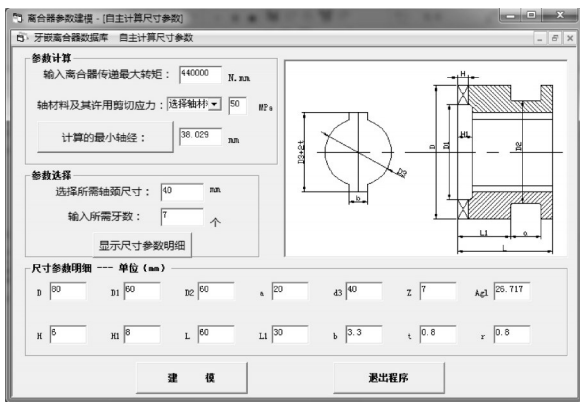 离合器参数建模 - [自主计算尺寸参数]
牙嵌离合器数据库 自主计算尺寸参数
参数计算
输入离合器传递最大转矩： 440000 N.mm
轴材料及其许用剪切应力： 选择轴材 50 MPa
计算的最小轴径： 38.029 mm
参数选择
选择所需轴颈尺寸： 40 mm
输入所需牙数： 7 个
显示尺寸参数明细
D3+2t
b
D3
H
D
D1
H1
D2
L1
a
L
尺寸参数明细 --- 单位（mm）
D 80 D1 60 D2 60 a 20 d3 40 Z 7 Agl 26.717
H 6 H1 8 L 60 L1 30 b 3.3 t 0.8 r 0.8
建 模 退出程序